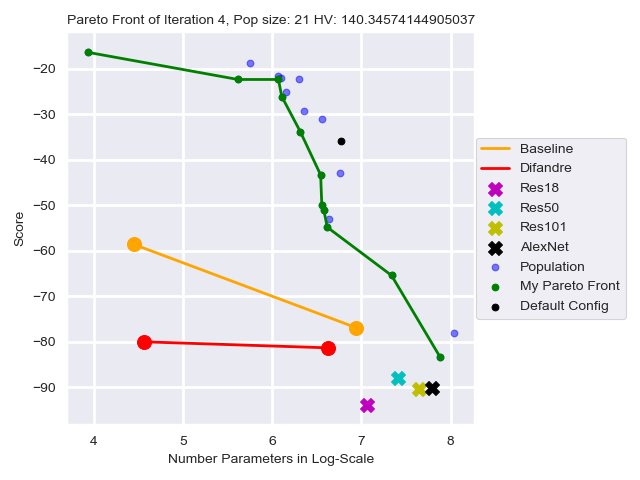 Pareto Front of Iteration 4, Pop size: 21 HV: 140.34574144905037
−20
−30
−40
−50
−60
−70
−80
−90
Score
4
5
6
7
8
Number Parameters in Log-Scale
Baseline
Difandre
Res18
Res50
Res101
AlexNet
Population
My Pareto Front
Default Config